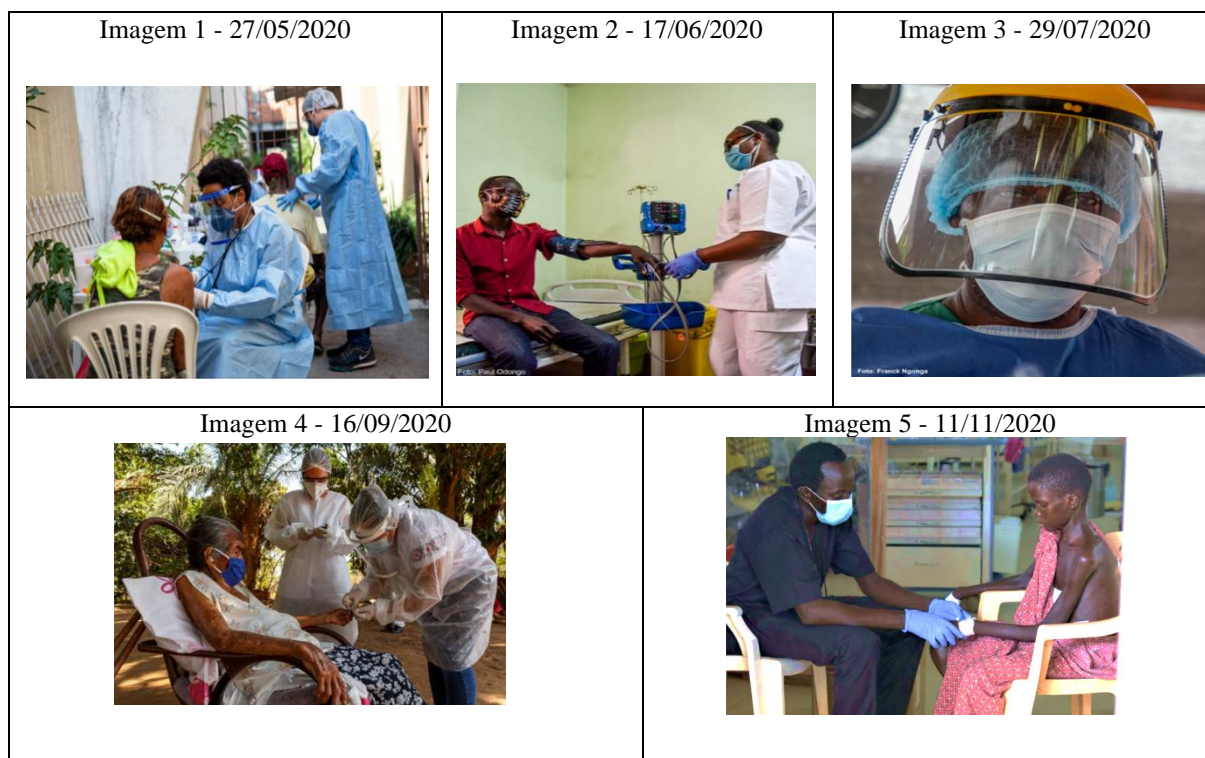 Imagem 1 - 27/05/2020
Imagem 2 - 17/06/2020
Imagem 3 - 29/07/2020
Foto: Paul Odongo
Foto: Franck Ngonga
Imagem 4 - 16/09/2020
Imagem 5 - 11/11/2020